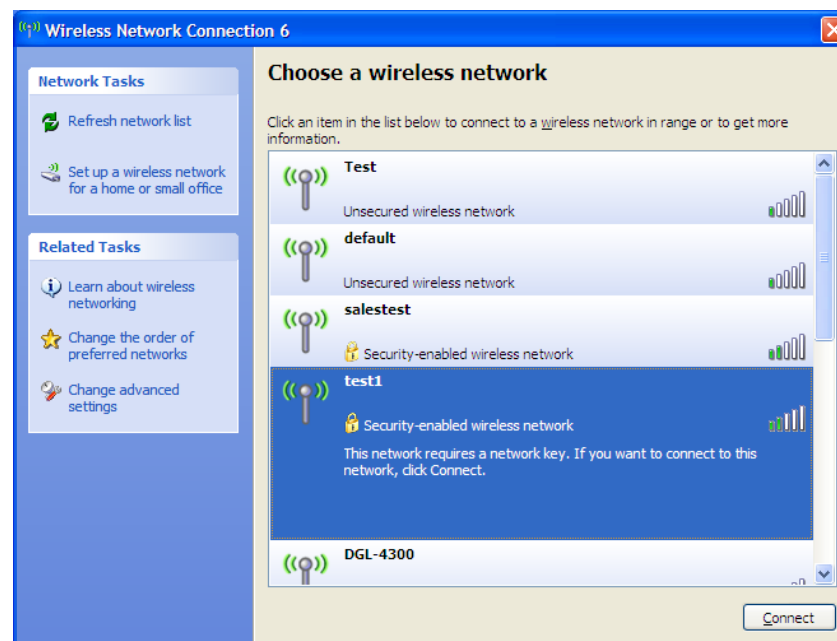 Wireless Network Connection 6
Network Tasks
Refresh network list
Set up a wireless network
for a home or small office
Related Tasks
Learn about wireless
networking
Change the order of
preferred networks
Change advanced
settings
Choose a wireless network
Click an item in the list below to connect to a wireless network in range or to get more
information.
Test
Unsecured wireless network
default
Unsecured wireless network
salestest
Security-enabled wireless network
test1
Security-enabled wireless network
This network requires a network key. If you want to connect to this
network, click Connect.
DGL-4300
Connect